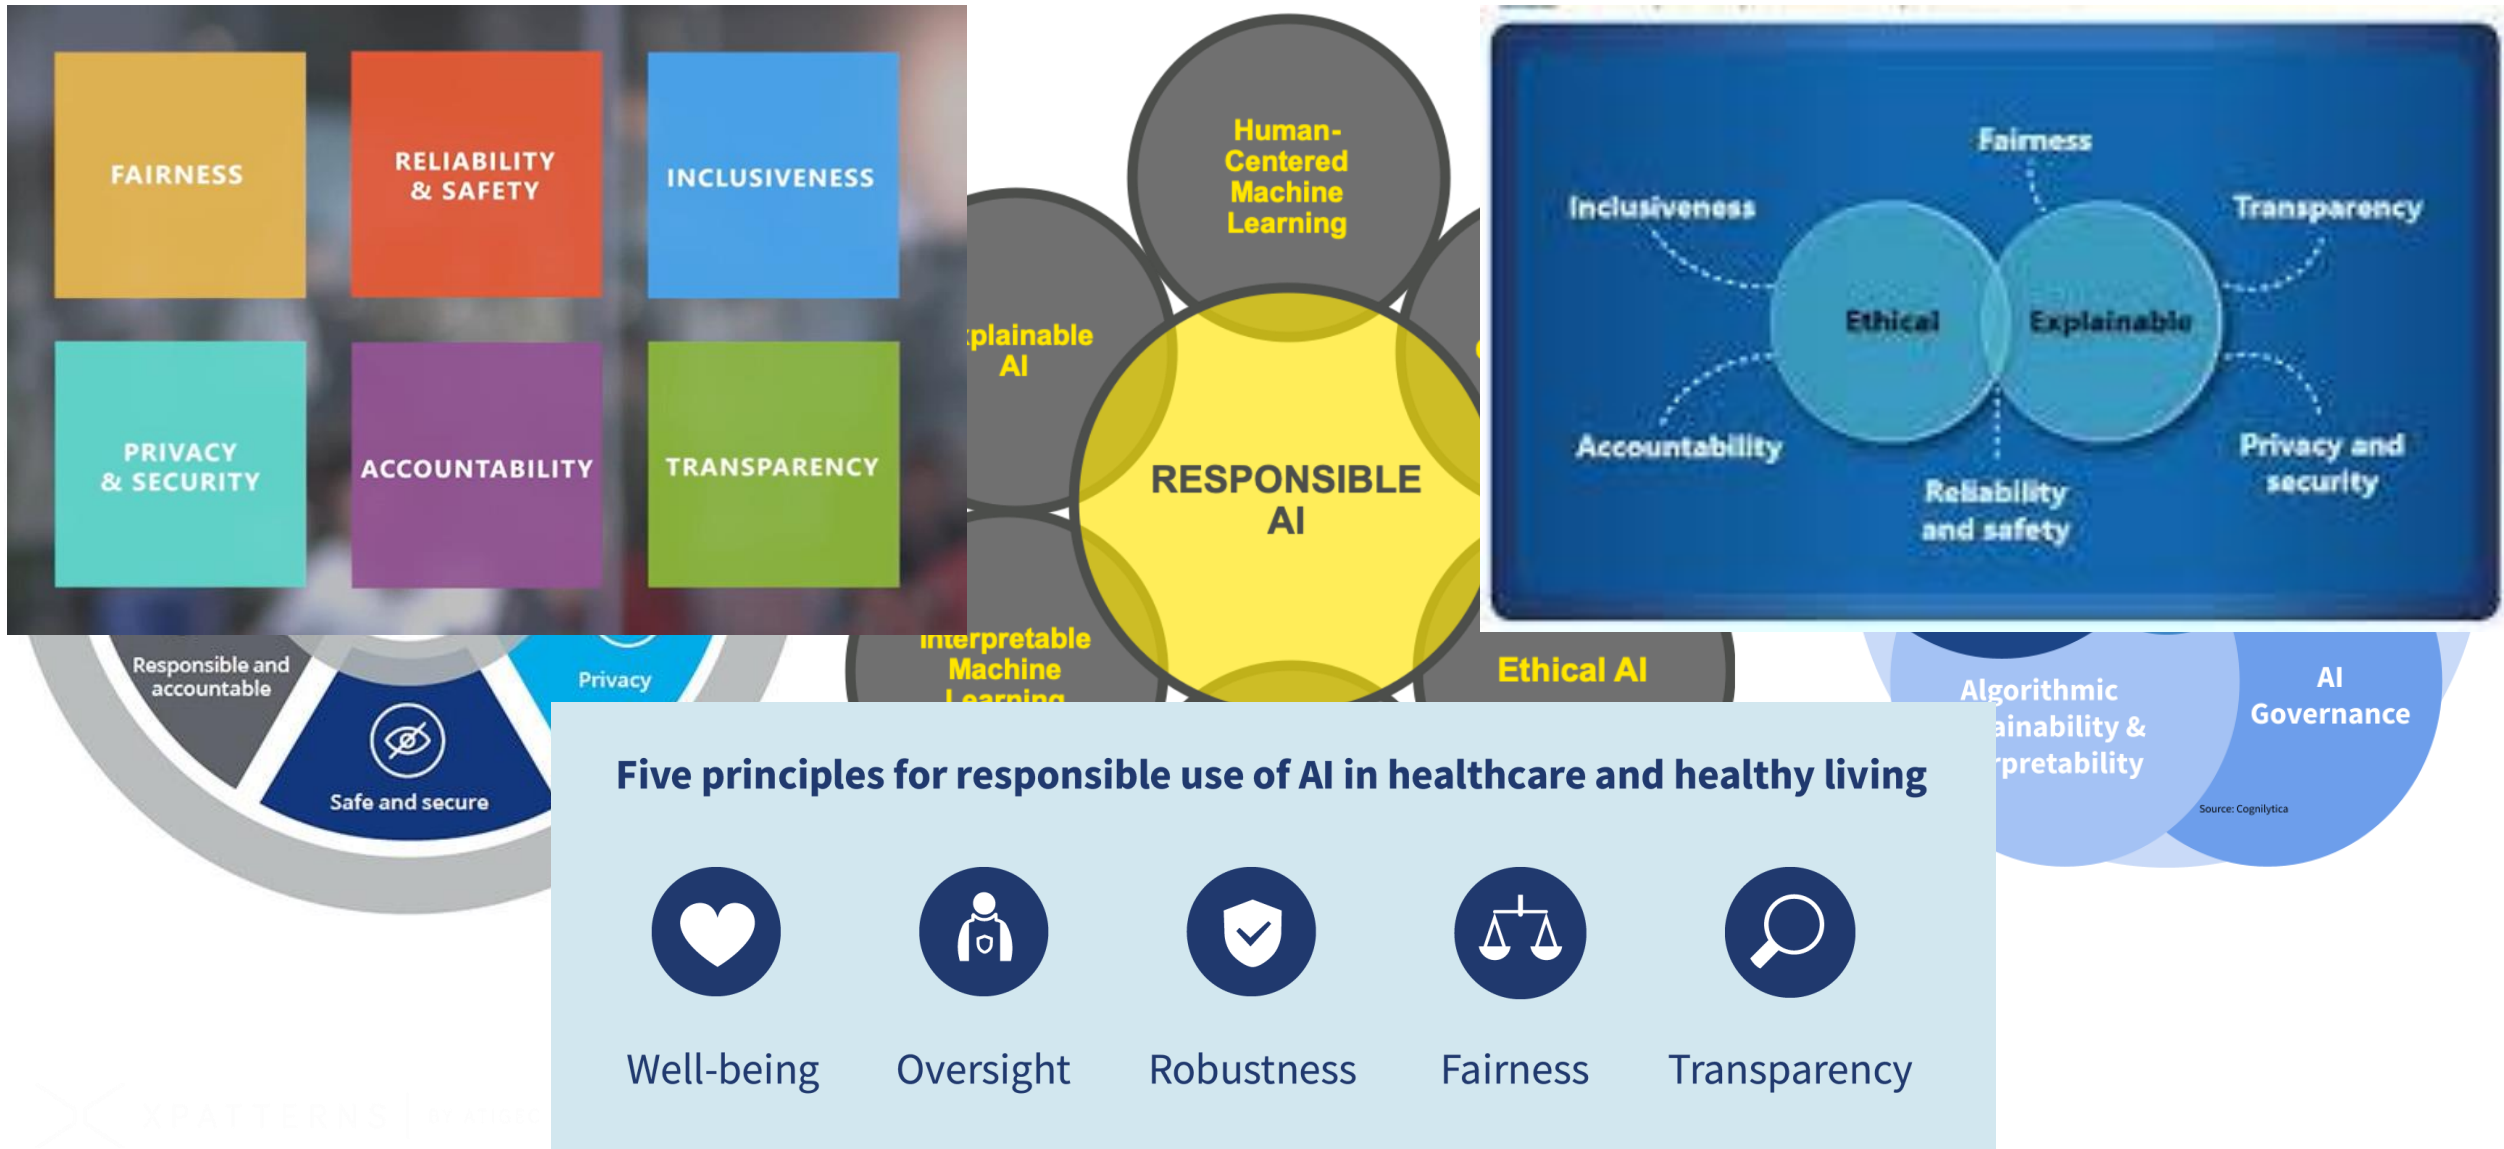 FAIRNESS
RELIABILITY
& SAFETY
INCLUSIVENESS
PRIVACY
& SECURITY
ACCOUNTABILITY
TRANSPARENCY
Human-
Centered
Machine
Learning
xplainable
AI
RESPONSIBLE
AI
Interpretable
Machine
Learning
Ethical AI
Fairness
Inclusiveness
Transparency
Ethical
Explainable
Accountability
Privacy and
security
Reliability
and safety
Responsible and
accountable
Safe and secure
Privacy
Algorithmic
ainability &
rpretability
AI
Governance
Source: Cognilytica
Five principles for responsible use of AI in healthcare and healthy living
Well-being
Oversight
Robustness
Fairness
Transparency
XPATTERNS